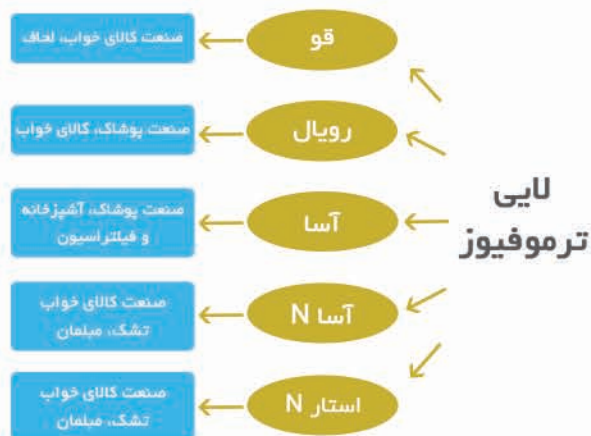 لایی
ترموفیوز
قو
صنعت کالای خواب، لحاف
رویال
صنعت پوشاک، کالای خواب
آسا
صنعت پوشاک، آشپزخانه
و فیلتراسیون
آسا N
صنعت کالای خواب
تشک، مبلمان
استار N
صنعت کالای خواب
تشک، مبلمان